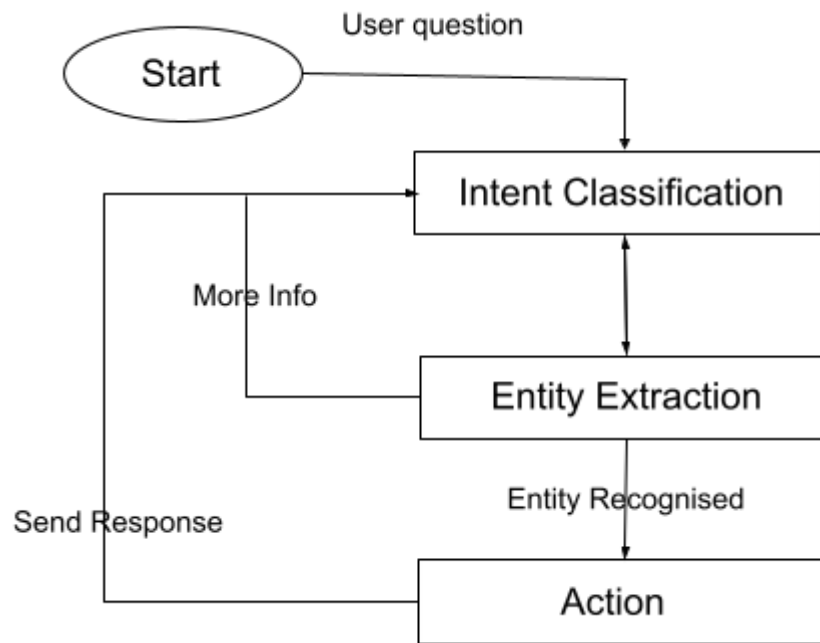 User question
Start
Intent Classification
More Info
Entity Extraction
Entity Recognised
Send Response
Action